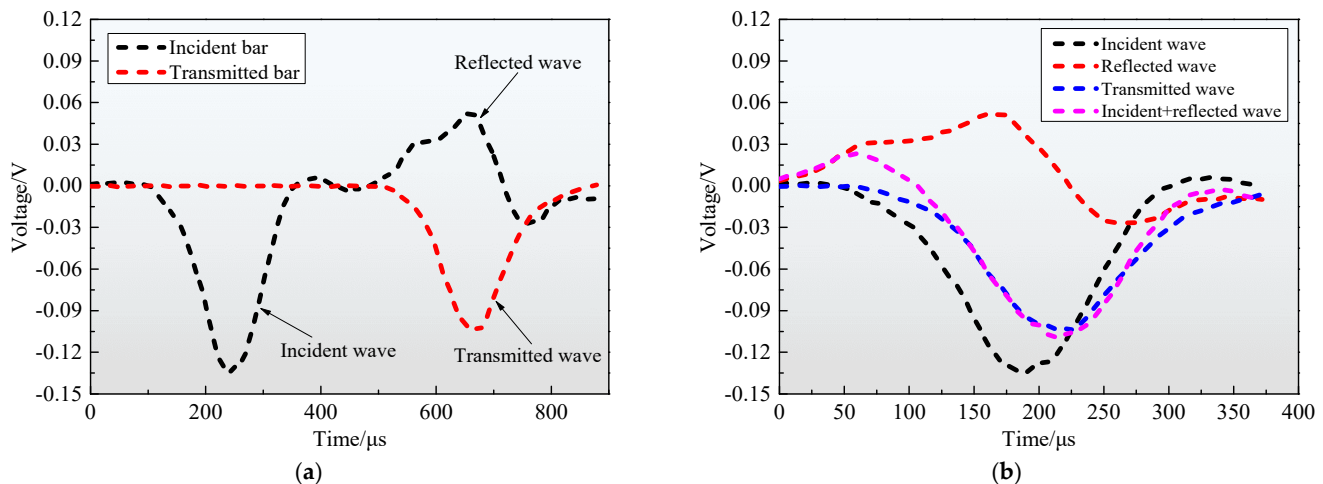 0.12
0.09
0.06
0.03
0.00
-0.03
-0.06
-0.09
-0.12
-0.15
Voltage/V
Incident bar
Transmitted bar
Reflected wave
Incident wave
Transmitted wave
0 200 400 600 800
Time/μs
(a)
0.12
0.09
0.06
0.03
0.00
-0.03
-0.06
-0.09
-0.12
-0.15
Voltage/V
Incident wave
Reflected wave
Transmitted wave
Incident+reflected wave
0 50 100 150 200 250 300 350 400
Time/μs
(b)